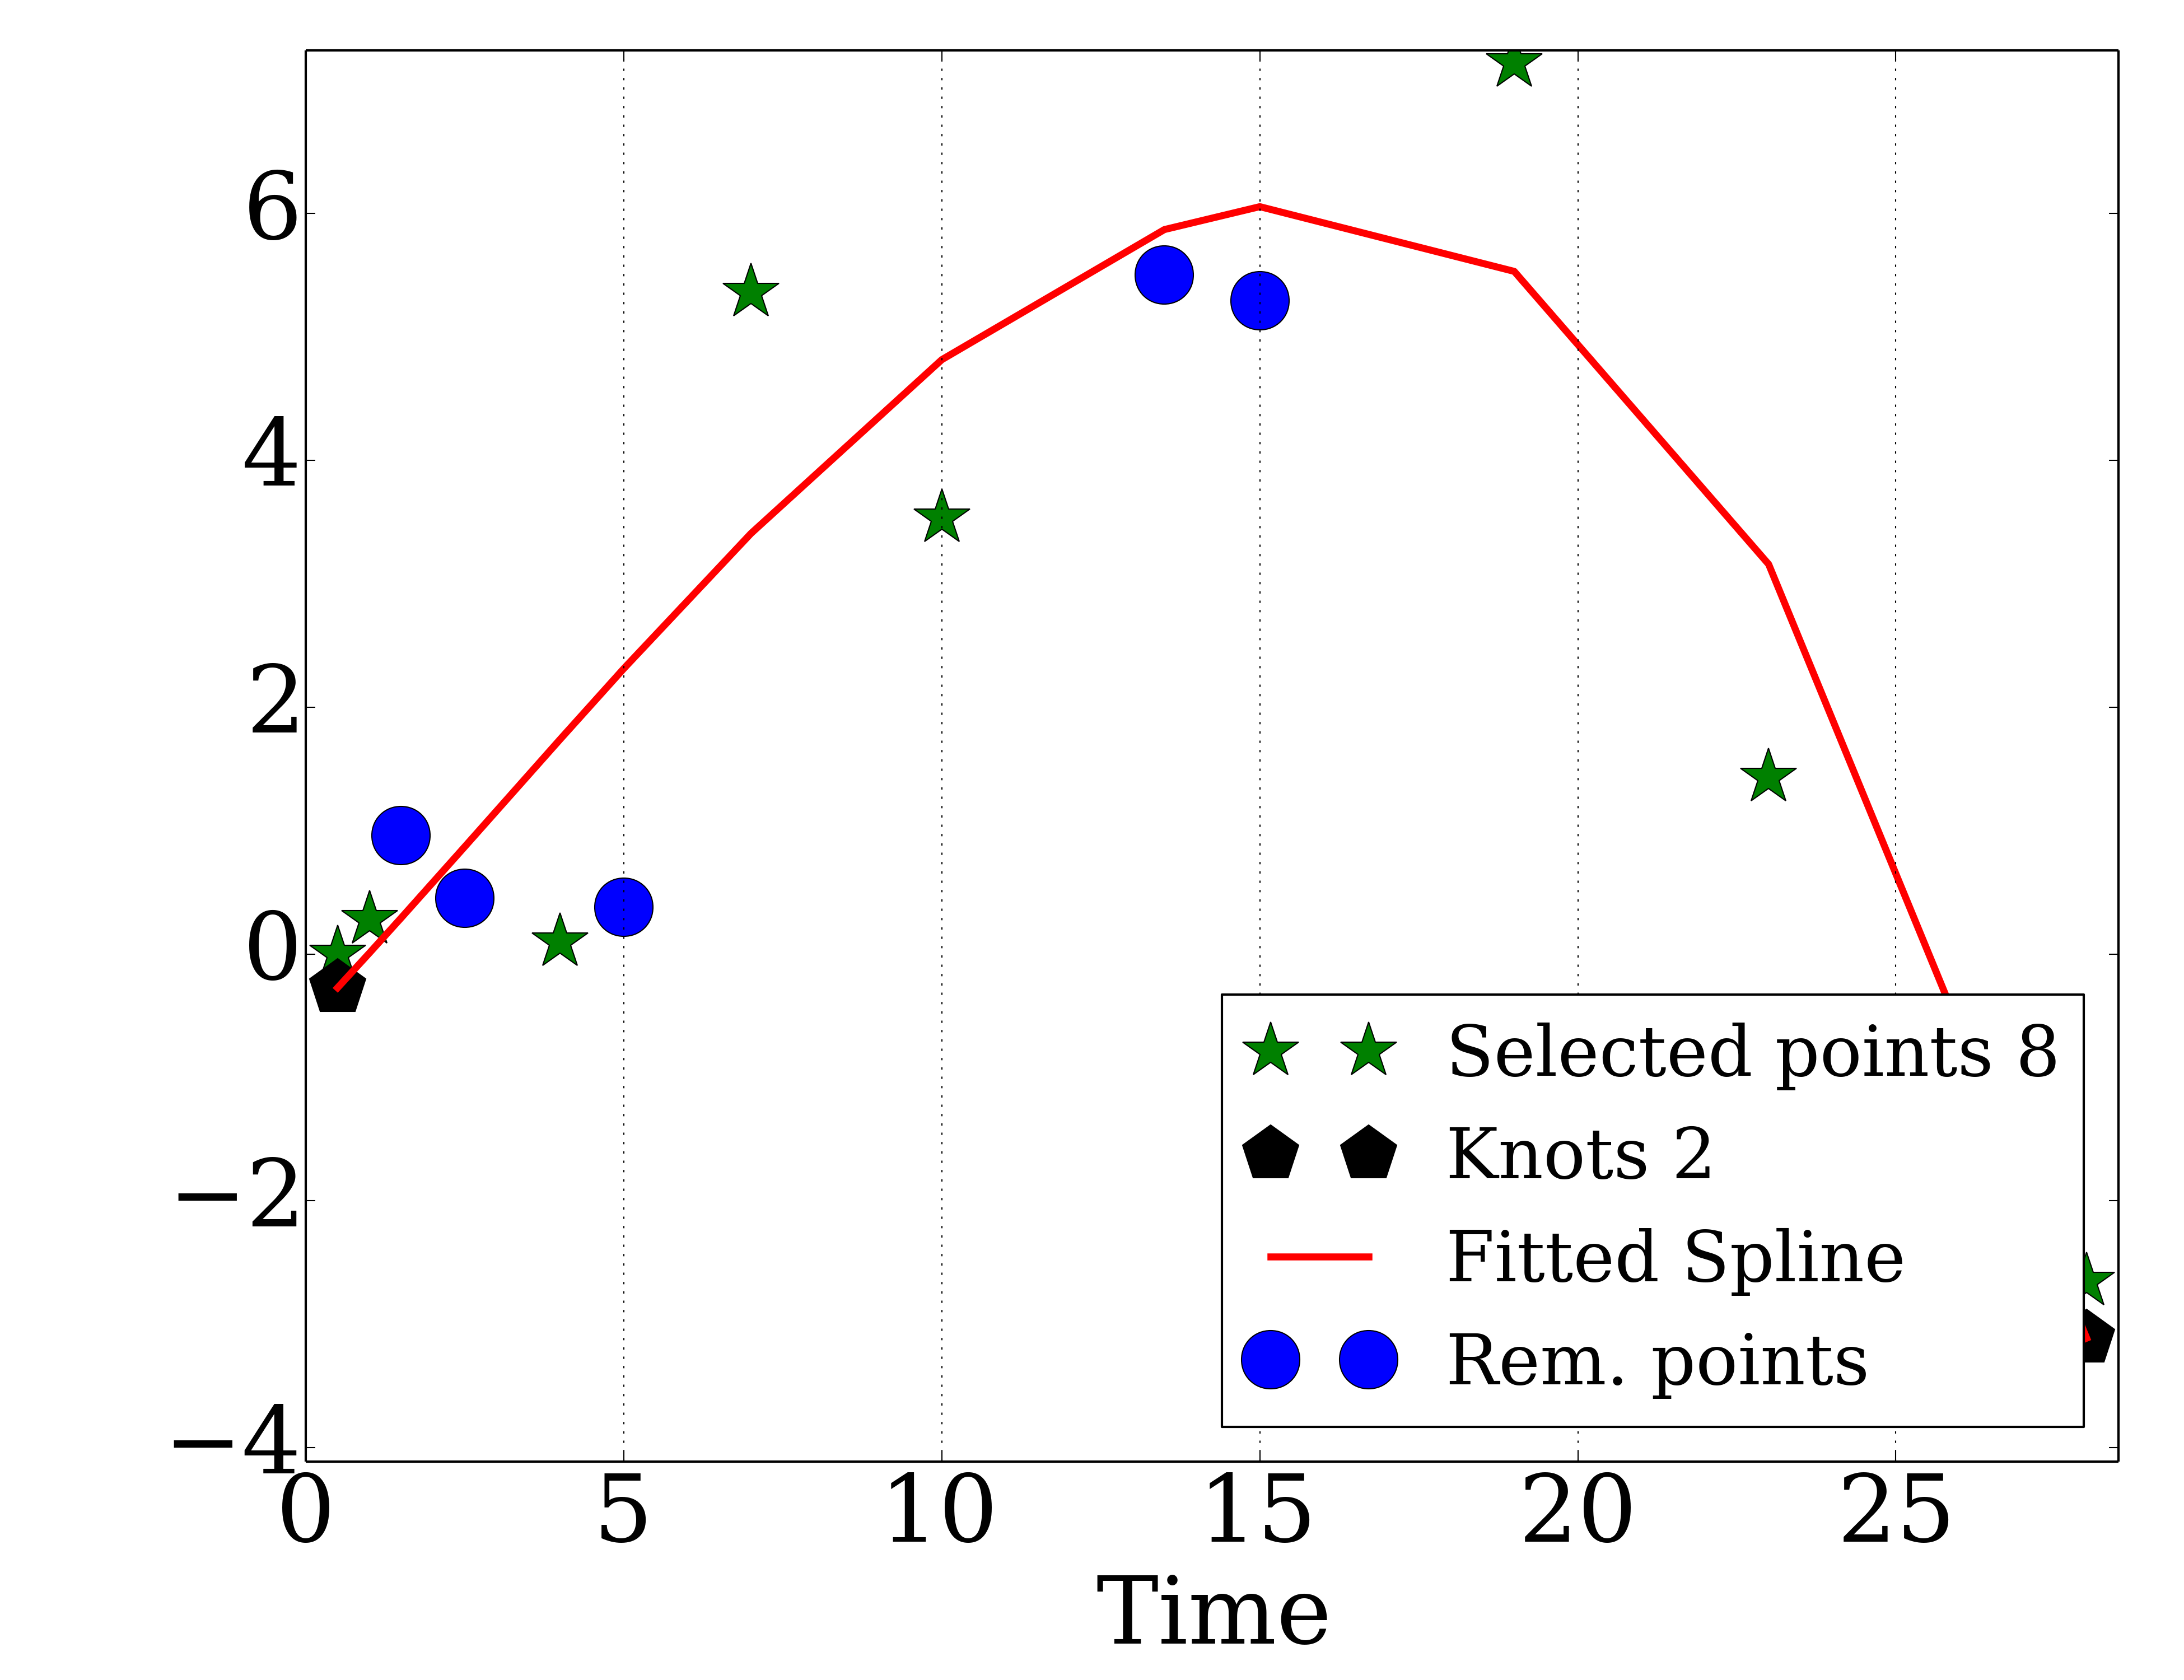 6
4
2
0
−2
−4
0 5 10 15 20 25
Time
Selected points 8
Knots 2
Fitted Spline
Rem. points